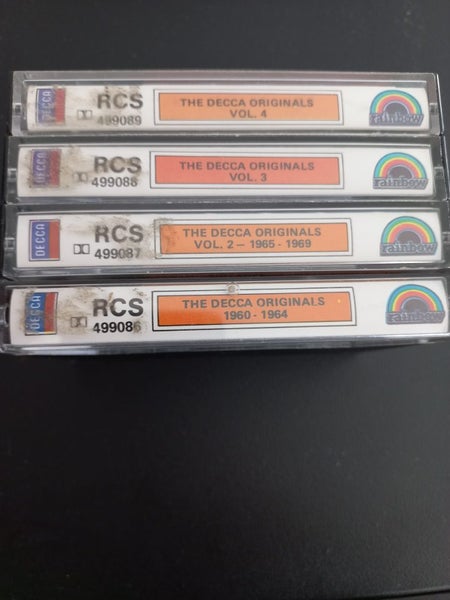 DECCA
RCS
499089
THE DECCA ORIGINALS
VOL. 4
rainbow
DECCA
RCS
499088
THE DECCA ORIGINALS
VOL. 3
rainbow
DECCA
RCS
499087
THE DECCA ORIGINALS
VOL. 2 — 1965 - 1969
rainbow
DECCA
RCS
499086
THE DECCA ORIGINALS
1960 - 1964
rainbow